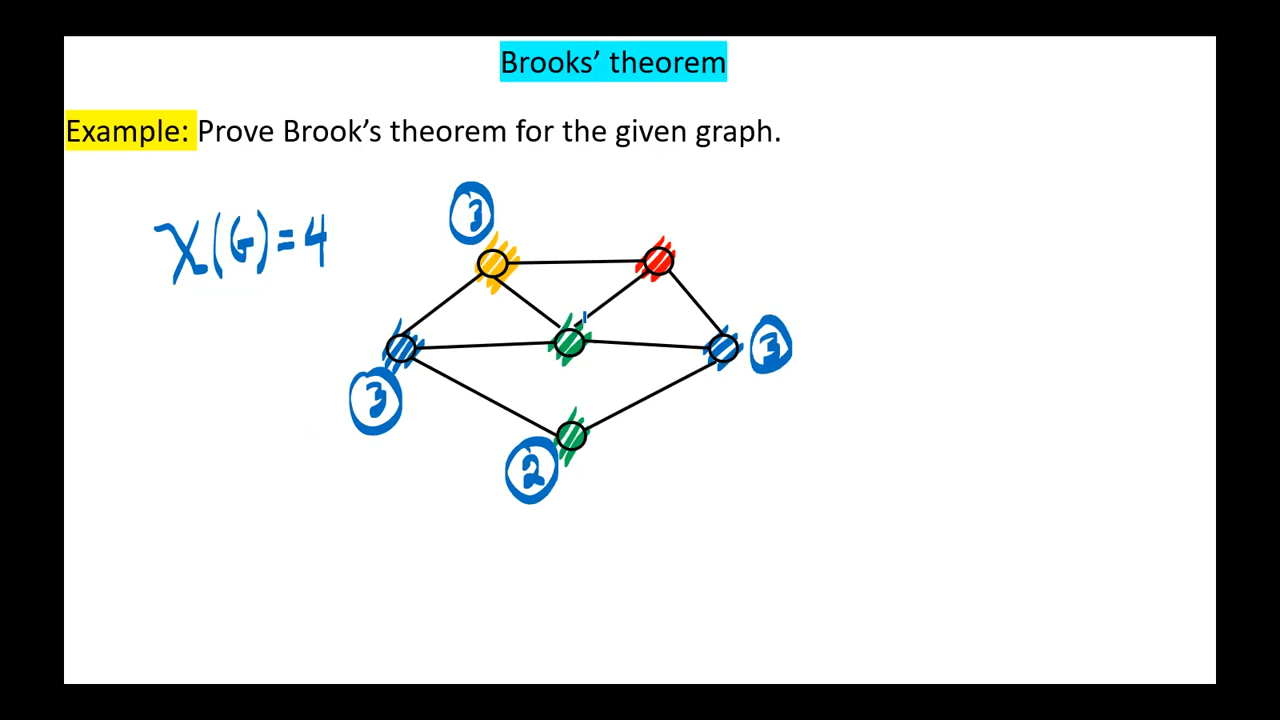 Brooks’ theorem
Example: Prove Brook’s theorem for the given graph.
3
χ(G)=4
3
3
2